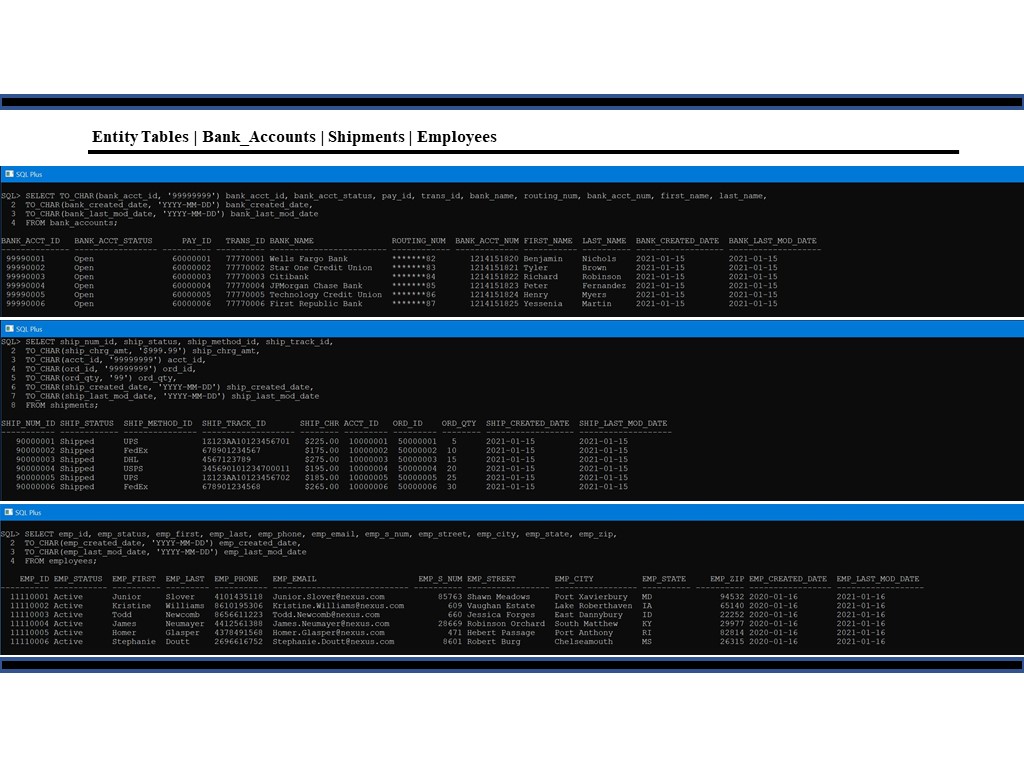 Entity Tables | Bank_Accounts | Shipments | Employees
SQL Plus
SQL> SELECT TO_CHAR(bank_acct_id, '99999999') bank_acct_id, bank_acct_status, pay_id, trans_id, bank_name, routing_num, bank_acct_num, first_name, last_name,
2 TO_CHAR(bank_created_date, 'YYYY-MM-DD') bank_created_date,
3 TO_CHAR(bank_last_mod_date, 'YYYY-MM-DD') bank_last_mod_date
4 FROM bank_accounts;
BANK_ACCT_ID BANK_ACCT_STATUS PAY_ID TRANS_ID BANK_NAME ROUTING_NUM BANK_ACCT_NUM FIRST_NAME LAST_NAME BANK_CREATED_DATE BANK_LAST_MOD_DATE
99990001 Open 60000001 77770001 Wells Fargo Bank *******82 1214151820 Benjamin Nichols 2021-01-15 2021-01-15
99990002 Open 60000002 77770002 Star One Credit Union *******83 1214151821 Tyler Brown 2021-01-15 2021-01-15
99990003 Open 60000003 77770003 Citibank *******84 1214151822 Richard Robinson 2021-01-15 2021-01-15
99990004 Open 60000004 77770004 JPMorgan Chase Bank *******85 1214151823 Peter Fernandez 2021-01-15 2021-01-15
99990005 Open 60000005 77770005 Technology Credit Union *******86 1214151824 Henry Myers 2021-01-15 2021-01-15
99990006 Open 60000006 77770006 First Republic Bank *******87 1214151825 Yessenia Martin 2021-01-15 2021-01-15
SQL Plus
SQL> SELECT ship_num_id, ship_status, ship_method_id, ship_track_id,
2 TO_CHAR(ship_chrg_amt, '$999.99') ship_chrg_amt,
3 TO_CHAR(acct_id, '99999999') acct_id,
4 TO_CHAR(ord_id, '99999999') ord_id,
5 TO_CHAR(ord_qty, '99') ord_qty,
6 TO_CHAR(ship_created_date, 'YYYY-MM-DD') ship_created_date,
7 TO_CHAR(ship_last_mod_date, 'YYYY-MM-DD') ship_last_mod_date
8 FROM shipments;
SHIP_NUM_ID SHIP_STATUS SHIP_METHOD_ID SHIP_TRACK_ID SHIP_CHR ACCT_ID ORD_ID ORD_QTY SHIP_CREATED_DATE SHIP_LAST_MOD_DATE
90000001 Shipped UPS 1Z123AA10123456701 $225.00 10000001 50000001 5 2021-01-15 2021-01-15
90000002 Shipped FedEx 678901234567 $175.00 10000002 50000002 10 2021-01-15 2021-01-15
90000003 Shipped DHL 4567123789 $275.00 10000003 50000003 15 2021-01-15 2021-01-15
90000004 Shipped USPS 345690101234700011 $195.00 10000004 50000004 20 2021-01-15 2021-01-15
90000005 Shipped UPS 1Z123AA10123456702 $185.00 10000005 50000005 25 2021-01-15 2021-01-15
90000006 Shipped FedEx 678901234568 $265.00 10000006 50000006 30 2021-01-15 2021-01-15
SQL Plus
SQL> SELECT emp_id, emp_status, emp_first, emp_last, emp_phone, emp_email, emp_s_num, emp_street, emp_city, emp_state, emp_zip,
2 TO_CHAR(emp_created_date, 'YYYY-MM-DD') emp_created_date,
3 TO_CHAR(emp_last_mod_date, 'YYYY-MM-DD') emp_last_mod_date
4 FROM employees;
EMP_ID EMP_STATUS EMP_FIRST EMP_LAST EMP_PHONE EMP_EMAIL EMP_S_NUM EMP_STREET EMP_CITY EMP_STATE EMP_ZIP EMP_CREATED_DATE EMP_LAST_MOD_DATE
11110001 Active Junior Slover 4101435118 Junior.Slover@nexus.com 85763 Shawn Meadows Port Xavierbury MD 94532 2020-01-16 2021-01-16
11110002 Active Kristine Williams 8610195306 Kristine.Williams@nexus.com 609 Vaughan Estate Lake Roberthaven IA 65140 2020-01-16 2021-01-16
11110003 Active Todd Newcomb 8656611223 Todd.Newcomb@nexus.com 660 Jessica Forges East Dannybury ID 22252 2020-01-16 2021-01-16
11110004 Active James Neumayer 4412561388 James.Neumayer@nexus.com 28669 Robinson Orchard South Matthew KY 29977 2020-01-16 2021-01-16
11110005 Active Homer Glasper 4378491568 Homer.Glasper@nexus.com 471 Hebert Passage Port Anthony RI 82814 2020-01-16 2021-01-16
11110006 Active Stephanie Doutt 2696616752 Stephanie.Doutt@nexus.com 8601 Robert Burg Chelseamouth MS 26315 2020-01-16 2021-01-16